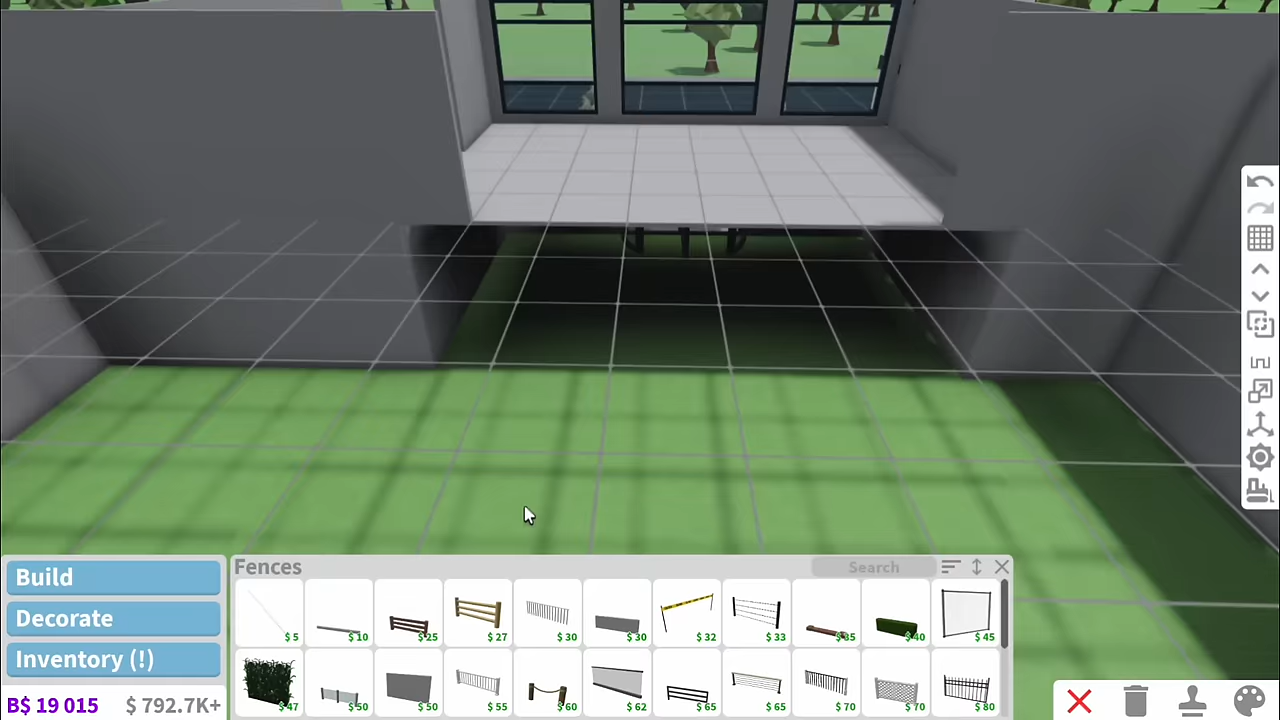 Build
Decorate
Inventory (!)
B$ 19 015 $ 792.7K+
Fences Search
$ 5 $ 10 $ 25 $ 27 $ 30 $ 30 $ 32 $ 33 $ 35 $ 40 $ 45
$ 47 $ 50 $ 50 $ 55 $ 60 $ 62 $ 65 $ 65 $ 70 $ 70 $ 80